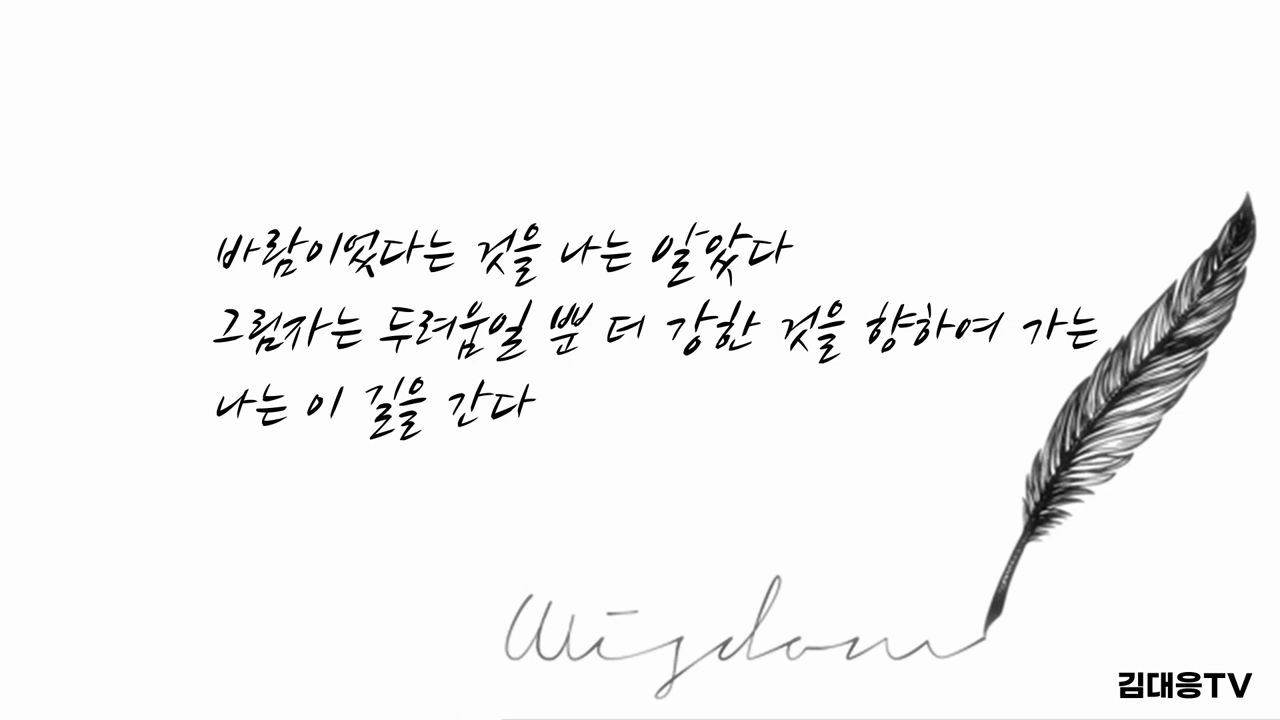 바람이었다는 것을 나는 알았다
그림자는 두려움일 뿐 더 강한 것을 향하여 가는
나는 이 길을 간다
Wisdom
김대응TV